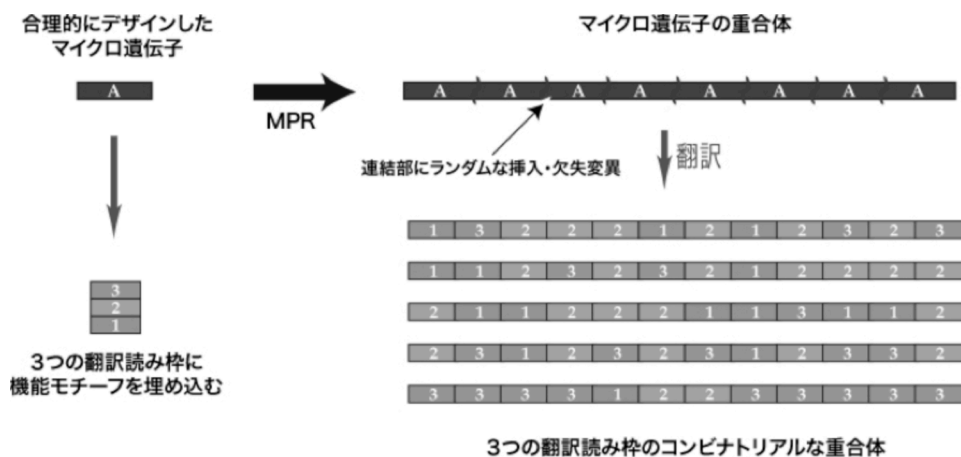 合理的にデザインした
マイクロ遺伝子
マイクロ遺伝子の重合体
A
A A A A A A A A
MPR
連結部にランダムな挿入・欠失変異
翻訳
1 3 2 2 2 1 2 1 2 3 2 3
1 1 2 3 2 3 2 1 2 2 2 2
2 1 1 2 2 2 1 1 3 1 1 2
2 3 1 2 3 2 3 1 2 3 3 2
3 3 3 3 1 2 2 3 3 3 3 3
3
2
1
3つの翻訳読み枠に
機能モチーフを埋め込む
3つの翻訳読み枠のコンビナトリアルな重合体